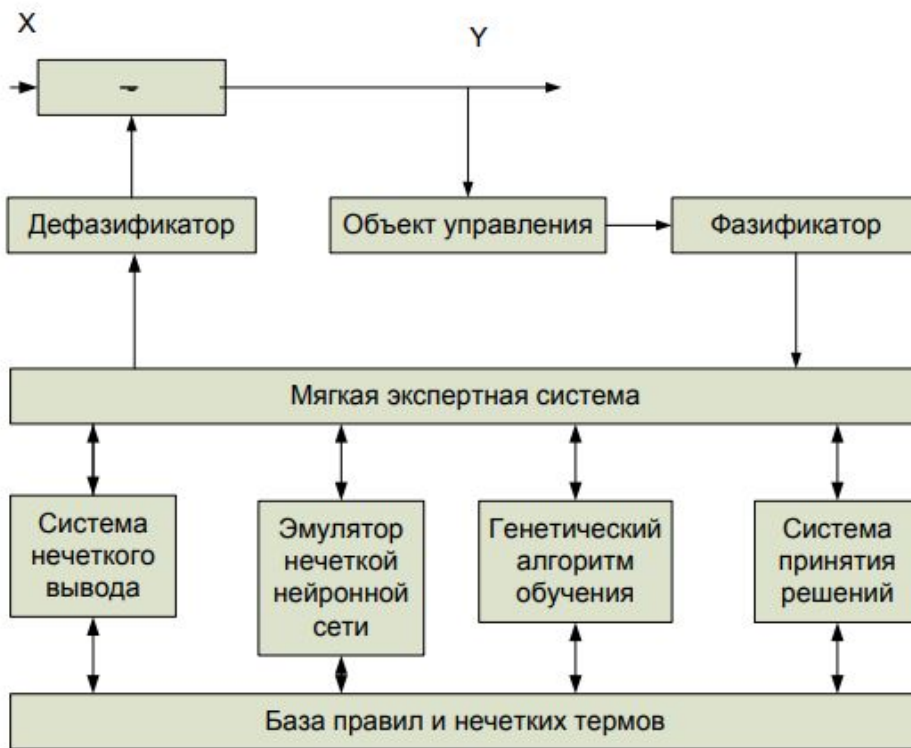 X
Y
-
Дефазификатор
Объект управления
Фазификатор
Мягкая экспертная система
Система
нечеткого
вывода
Эмулятор
нечеткой
нейронной
сети
Генетический
алгоритм
обучения
Система
принятия
решений
База правил и нечетких термов